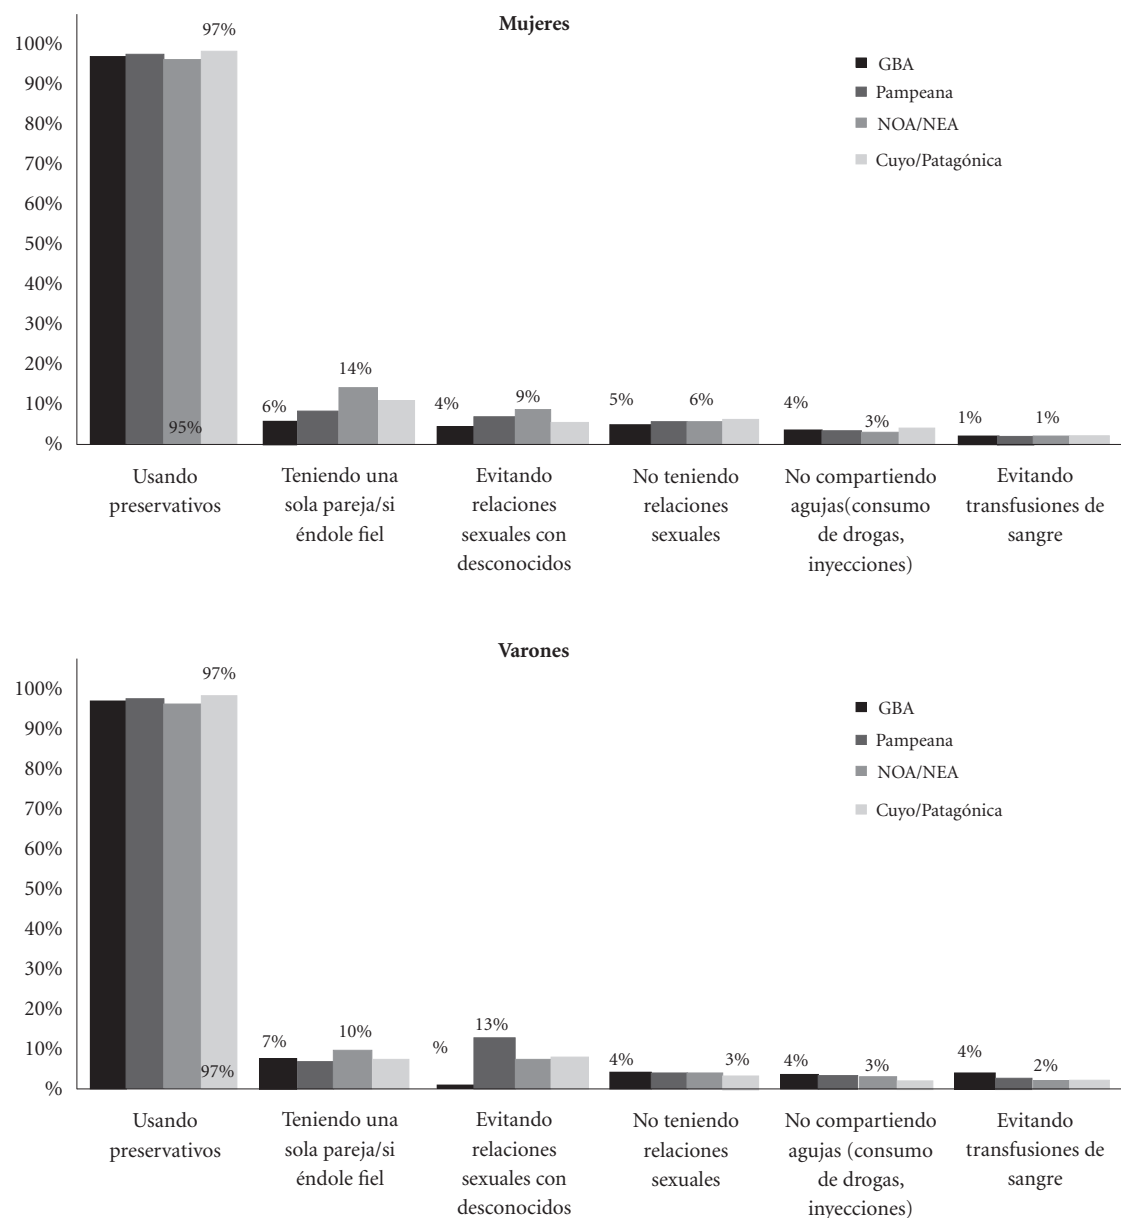 Mujeres
97%
100%
90%
80%
70%
60%
50%
40%
30%
20%
10%
%
GBA
Pampeana
NOA/NEA
Cuyo/Patagónica
95%
6%
14%
4%
9%
5%
6%
4%
3%
1%
1%
Usando
preservativos
Teniendo una
sola pareja/si
éndole fiel
Evitando
relaciones
sexuales con
desconocidos
No teniendo
relaciones
sexuales
No compartiendo
agujas(consumo
de drogas,
inyecciones)
Evitando
transfusiones de
sangre
Varones
97%
100%
90%
80%
70%
60%
50%
40%
30%
20%
10%
%
GBA
Pampeana
NOA/NEA
Cuyo/Patagónica
97%
7%
10%
%
13%
4%
3%
4%
3%
4%
2%
Usando
preservativos
Teniendo una
sola pareja/si
éndole fiel
Evitando
relaciones
sexuales con
desconocidos
No teniendo
relaciones
sexuales
No compartiendo
agujas (consumo
de drogas,
inyecciones)
Evitando
transfusiones de
sangre